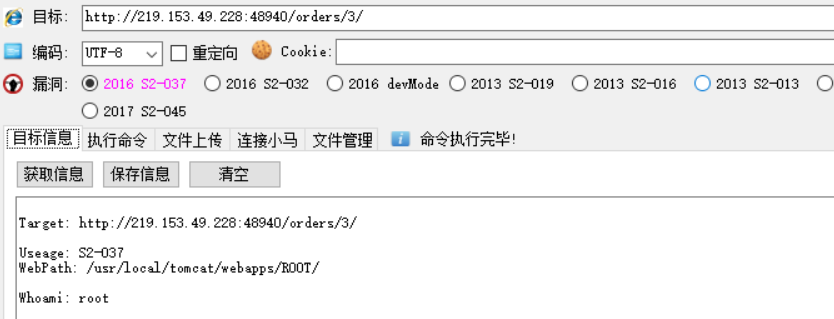 目标: http://219.153.49.228:48940/orders/3/
编码: UTF-8 重定向 Cookie:
漏洞: 2016 S2-037 2016 S2-032 2016 devMode 2013 S2-019 2013 S2-016 2013 S2-013
2017 S2-045
目标信息 执行命令 文件上传 连接小马 文件管理 命令执行完毕!
获取信息 保存信息 清空
Target: http://219.153.49.228:48940/orders/3/
Useage: S2-037
WebPath: /usr/local/tomcat/webapps/ROOT/
Whoami: root